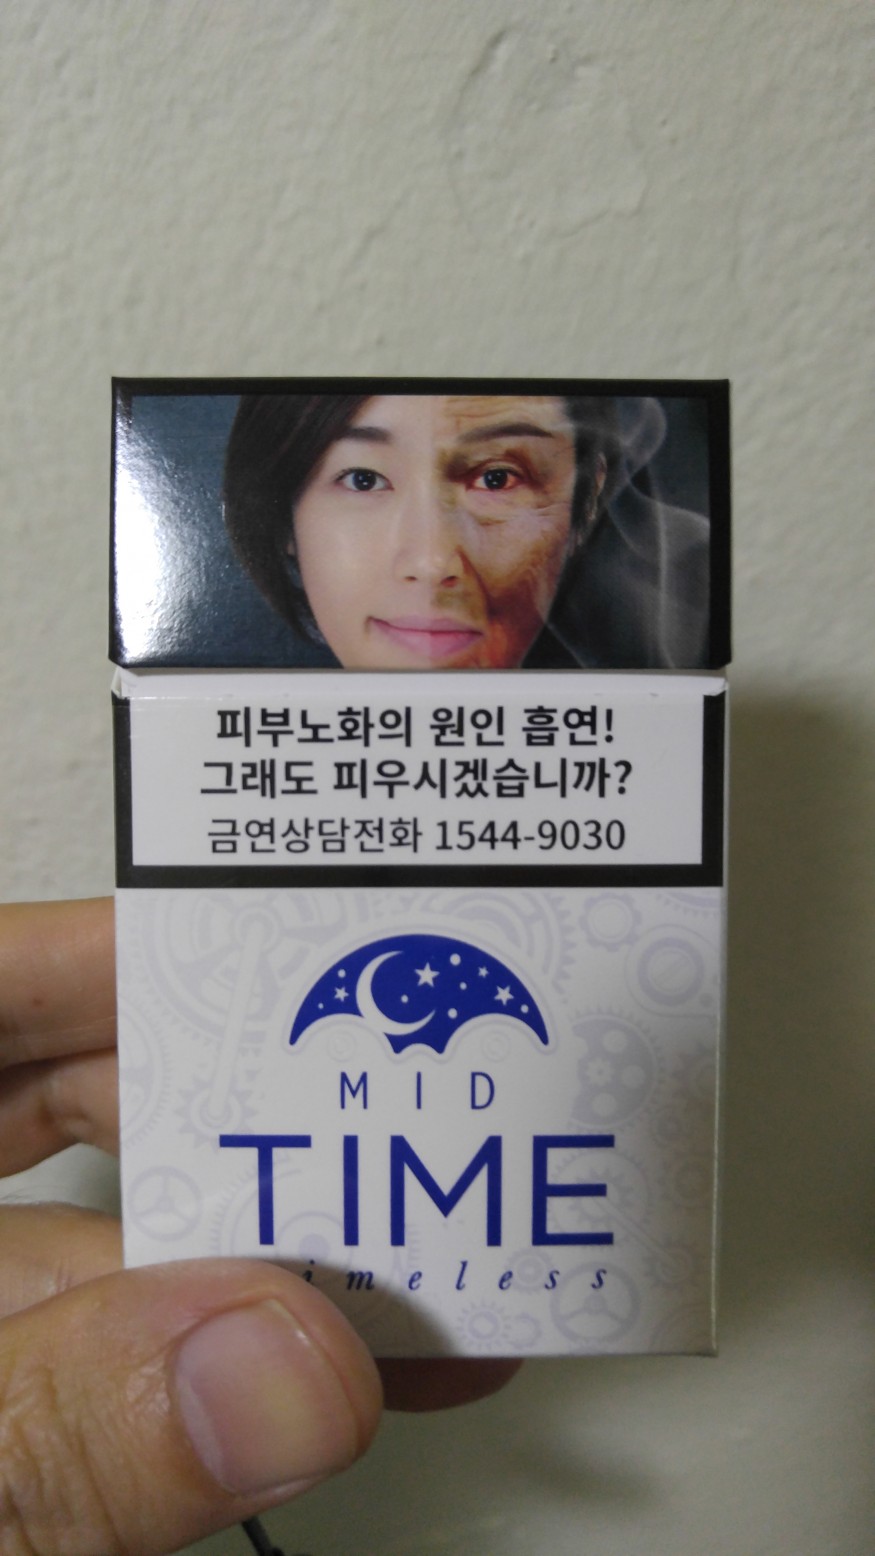 피부노화의 원인 흡연!
그래도 피우시겠습니까?
금연상담전화 1544-9030
MID
TIME
imeless